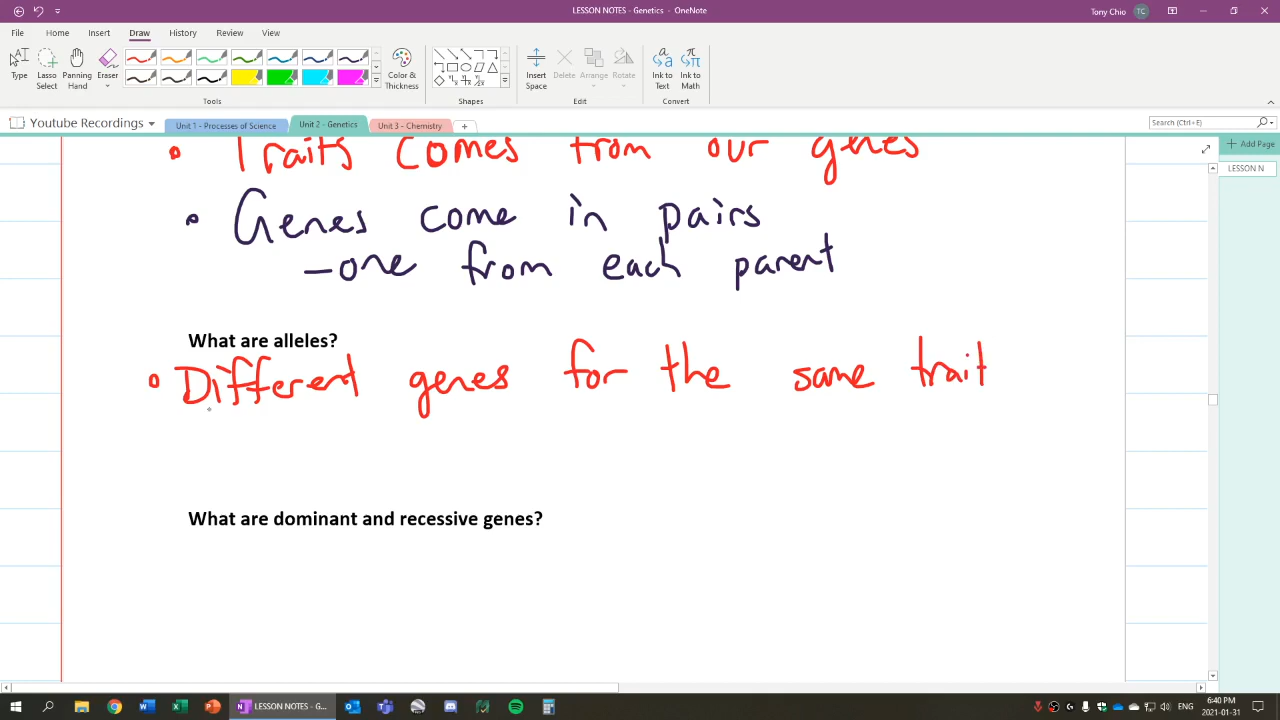 LESSON NOTES - Genetics - OneNote
Tony Chio TC
File Home Insert Draw History Review View
Type Lasso Select Panning Hand Eraser Color & Thickness Insert Space Delete Arrange Rotate Ink to Text Ink to Math
Tools Shapes Edit Convert
Youtube Recordings Unit 1 - Processes of Science Unit 2 - Genetics Unit 3 - Chemistry + Search (Ctrl+E)
Add Page
LESSON N
• Traits comes from our genes
• Genes come in pairs
- one from each parent
What are alleles?
• Different genes for the same trait
What are dominant and recessive genes?
LESSON NOTES - G...
6:40 PM
2021-01-31